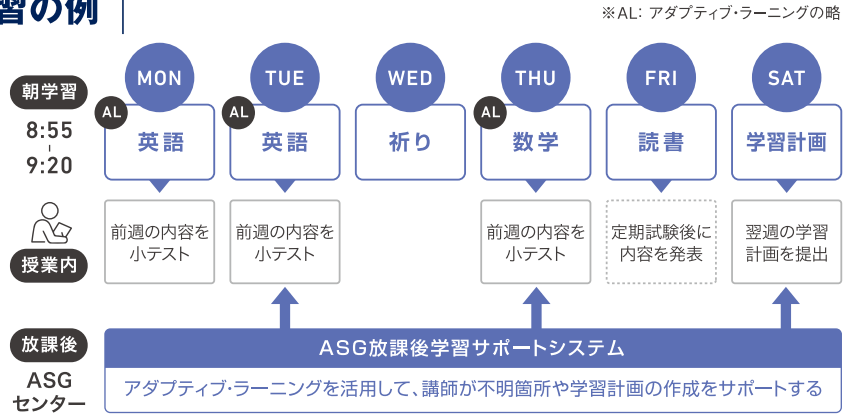 習の例
※AL: アダプティブ・ラーニングの略
朝学習
8:55
-
9:20
MON
TUE
WED
THU
FRI
SAT
AL
英語
AL
英語
祈り
AL
数学
読書
学習計画
授業内
前週の内容を
小テスト
前週の内容を
小テスト
前週の内容を
小テスト
定期試験後に
内容を発表
翌週の学習
計画を提出
放課後
ASG
センター
ASG放課後学習サポートシステム
アダプティブ・ラーニングを活用して、講師が不明箇所や学習計画の作成をサポートする